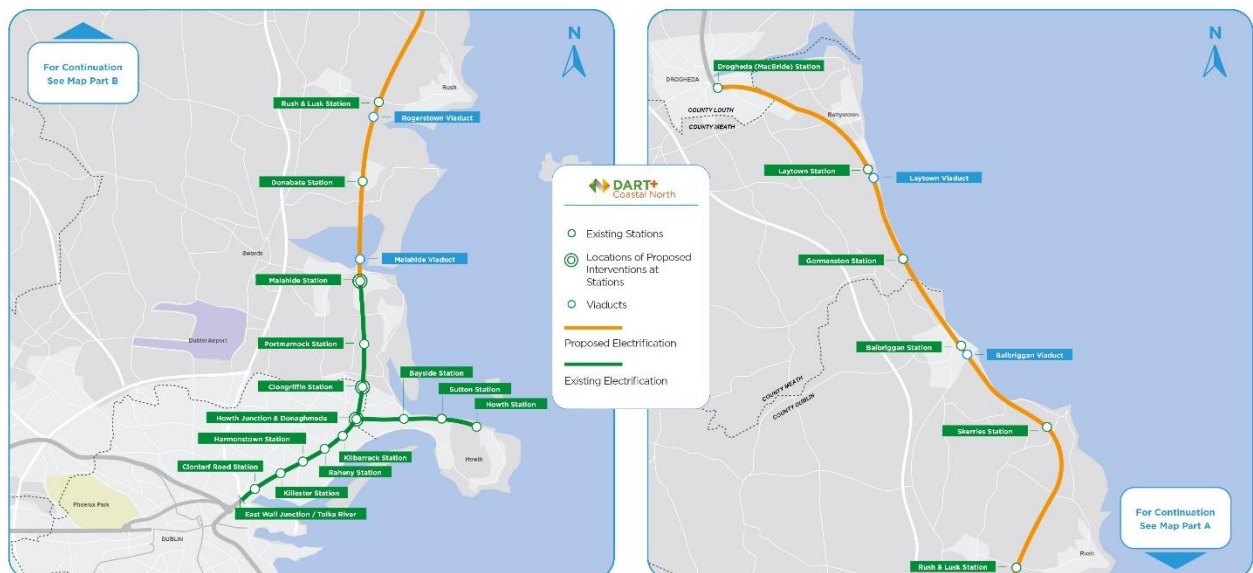 For Continuation
See Map Part B
N
Rush & Lusk Station
Rush
Rogerstown Viaduct
Donabate Station
Swords
Malahide Viaduct
Malahide Station
Dublin Airport
Portmarnock Station
Clongriffin Station
Bayside Station
Sutton Station
Howth Station
Howth Junction & Donaghmede
Harmonstown Station
Kilbarrack Station
Howth
Clontarf Road Station
Raheny Station
Killester Station
Phoenix Park
East Wall Junction / Tolka River
DUBLIN
DART+
Coastal North
Existing Stations
Locations of Proposed
Interventions at
Stations
Viaducts
Proposed Electrification
Existing Electrification
N
Drogheda (MacBride) Station
DROGHEDA
COUNTY LOUTH
COUNTY MEATH
Bettystown
Laytown Station
Laytown Viaduct
Gormanston Station
Balbriggan Station
Balbriggan Viaduct
COUNTY MEATH
COUNTY DUBLIN
Skerries Station
For Continuation
See Map Part A
Rush
Rush & Lusk Station